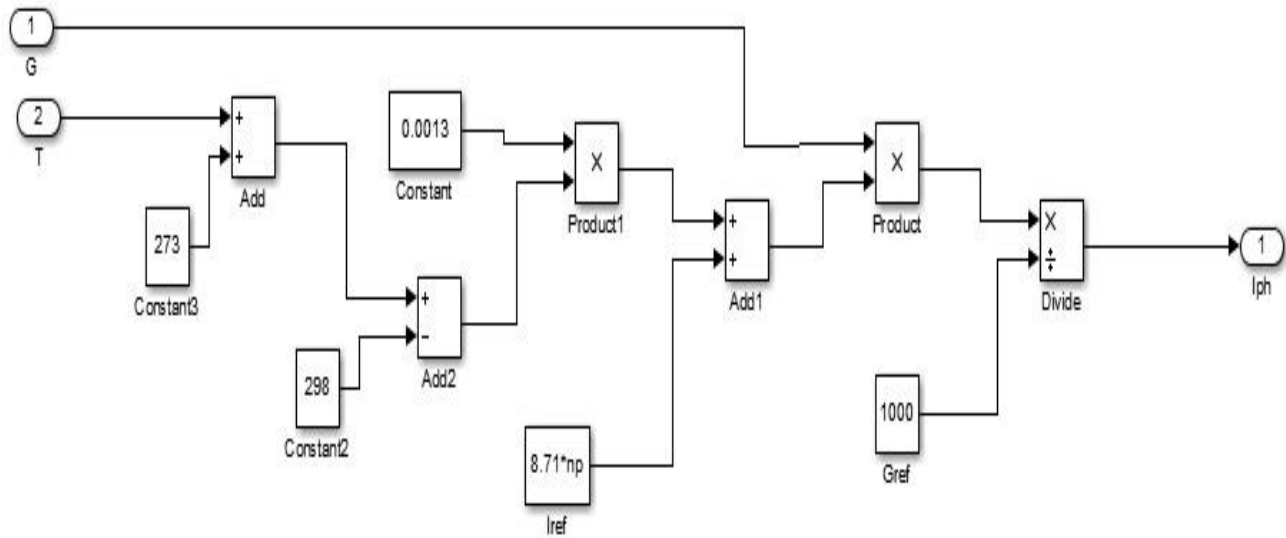 1
G
2
T
+
+
Add
273
Constant3
0.0013
Constant
298
Constant2
+
−
Add2
×
Product1
8.71*np
Iref
+
+
Add1
×
Product
1000
Gref
×
÷
Divide
1
Iph